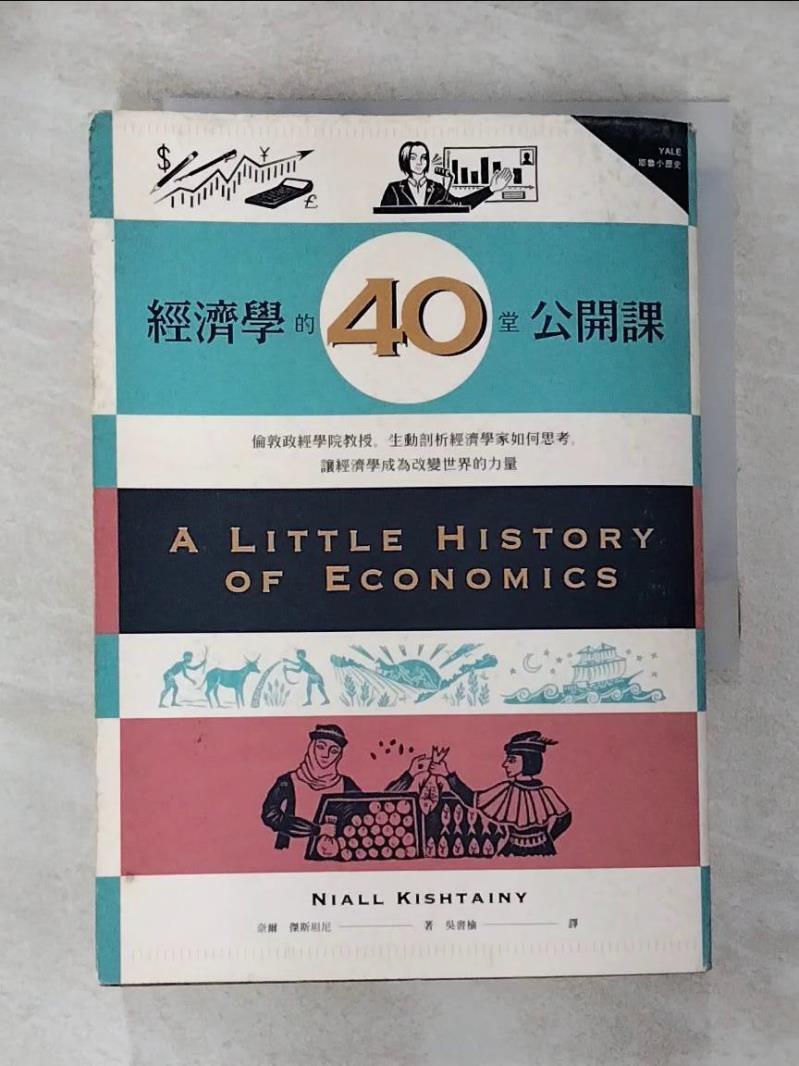 $
¥
£
YALE
耶魯小歷史
經濟學的40堂公開課
倫敦政經學院教授。生動剖析經濟學家如何思考,
讓經濟學成為改變世界的力量
A LITTLE HISTORY
OF ECONOMICS
NIALL KISHTAINY
奈爾 傑斯坦尼 著 吳書榆 譯